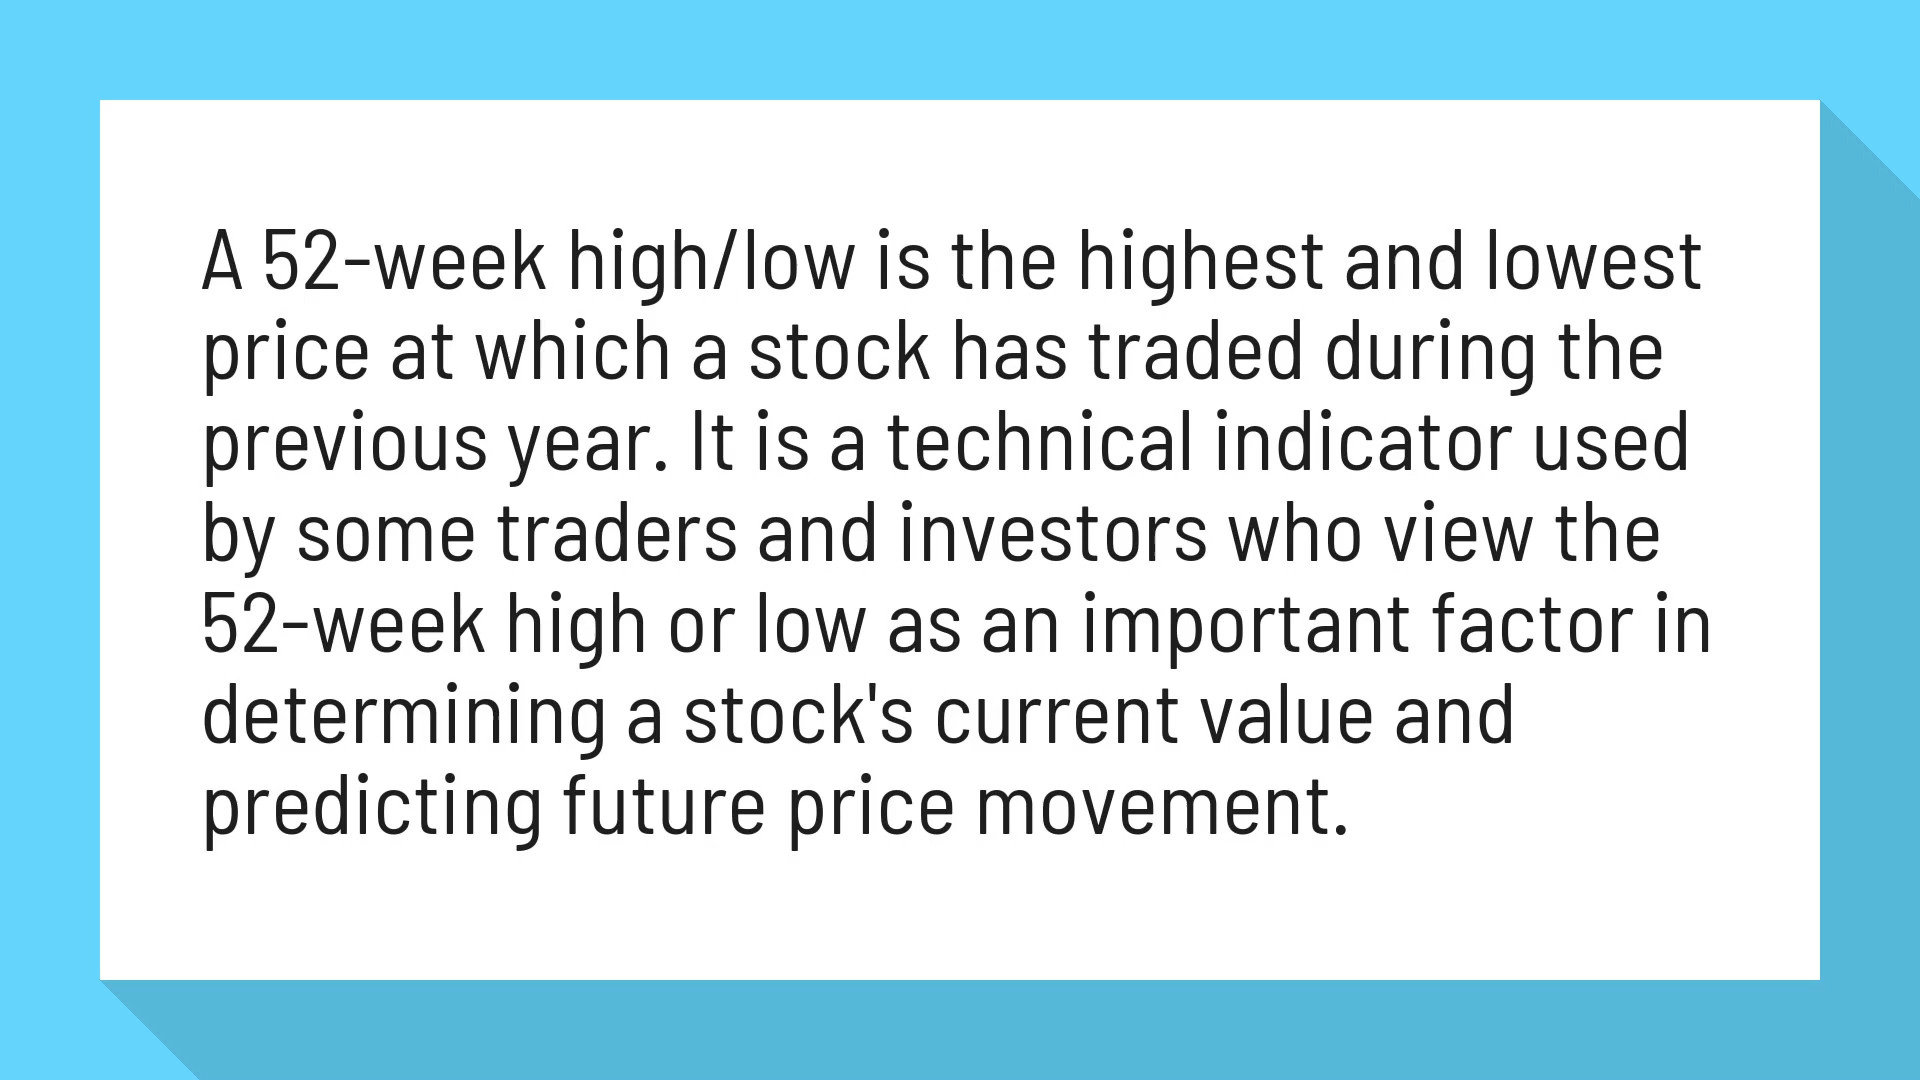 A 52-week high/low is the highest and lowest
price at which a stock has traded during the
previous year. It is a technical indicator used
by some traders and investors who view the
52-week high or low as an important factor in
determining a stock's current value and
predicting future price movement.